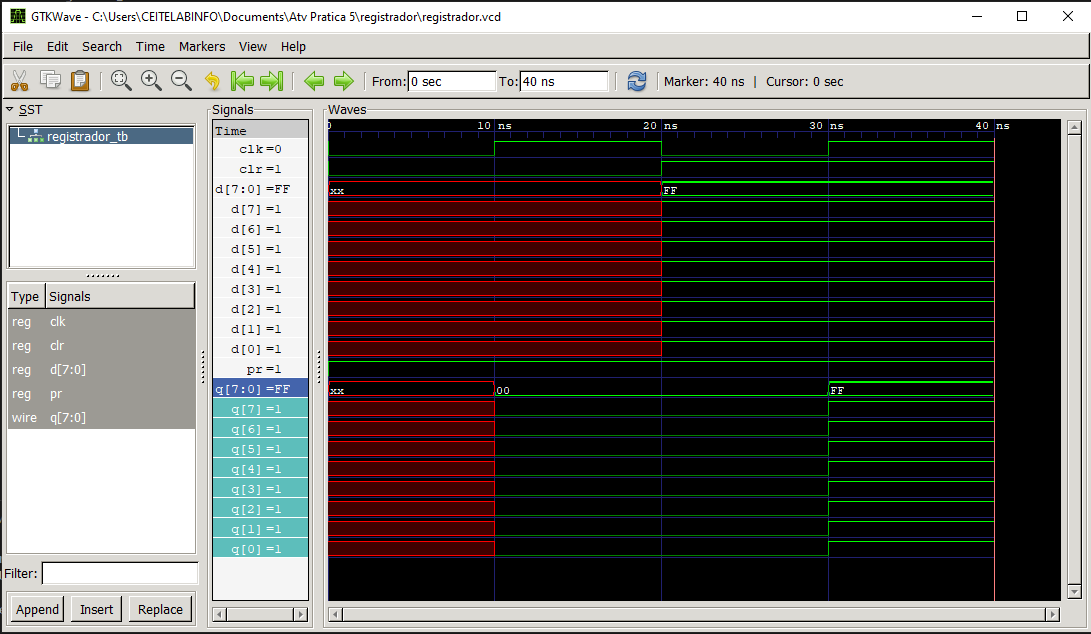 GTKWave - C:\Users\CEITELABINFO\Documents\Atv Pratica 5\registrador\registrador.vcd
File Edit Search Time Markers View Help
From: 0 sec To: 40 ns Marker: 40 ns | Cursor: 0 sec
SST
registrador_tb
Type Signals
reg clk
reg clr
reg d[7:0]
reg pr
wire q[7:0]
Filter:
Append Insert Replace
Signals
Time
clk=0
clr=1
d[7:0]=FF
d[7]=1
d[6]=1
d[5]=1
d[4]=1
d[3]=1
d[2]=1
d[1]=1
d[0]=1
pr=1
q[7:0]=FF
q[7]=1
q[6]=1
q[5]=1
q[4]=1
q[3]=1
q[2]=1
q[1]=1
q[0]=1
Waves
0 10 ns 20 ns 30 ns 40 ns
xx FF
xx 00 FF